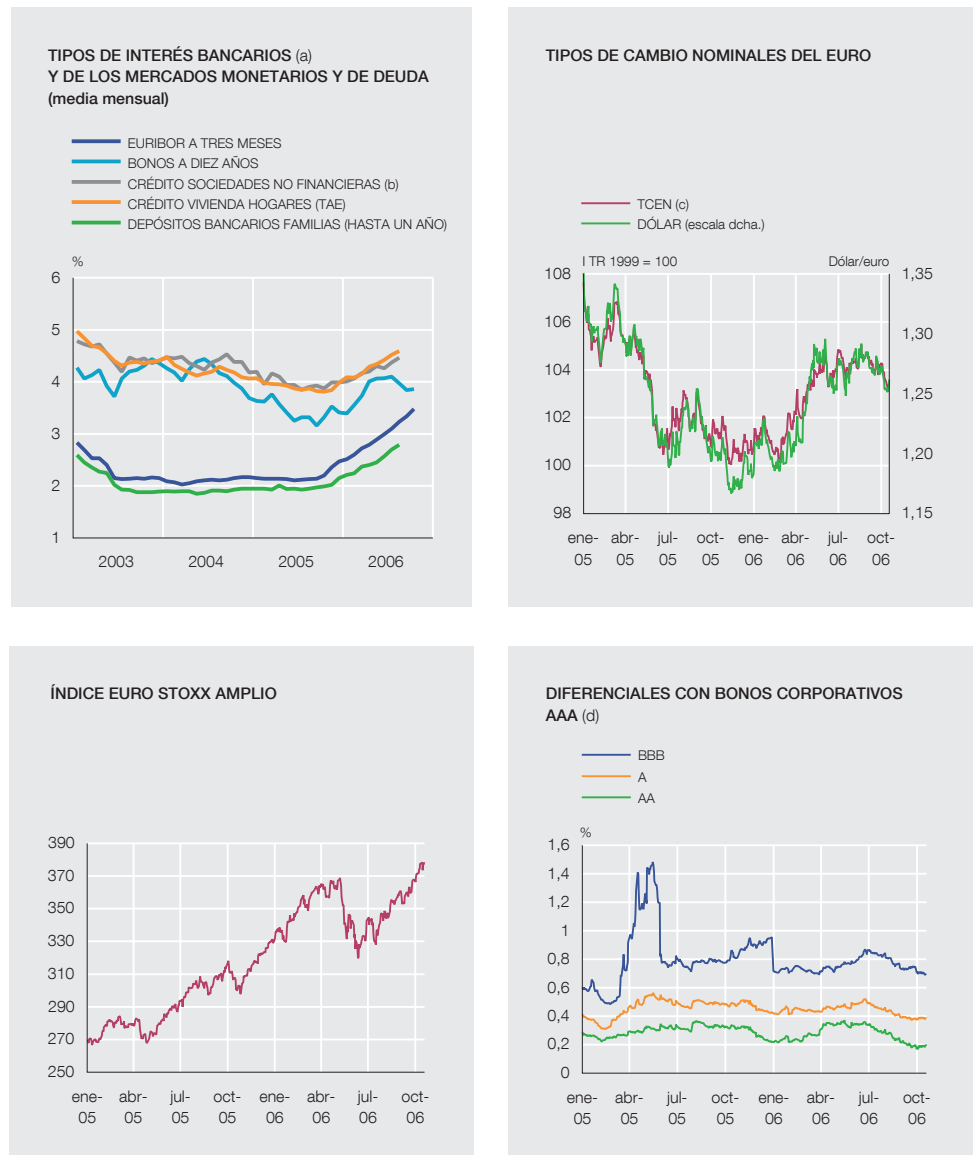 TIPOS DE INTERÉS BANCARIOS (a)
Y DE LOS MERCADOS MONETARIOS Y DE DEUDA
(media mensual)
EURIBOR A TRES MESES
BONOS A DIEZ AÑOS
CRÉDITO SOCIEDADES NO FINANCIERAS (b)
CRÉDITO VIVIENDA HOGARES (TAE)
DEPÓSITOS BANCARIOS FAMILIAS (HASTA UN AÑO)
%
6
5
4
3
2
1
2003 2004 2005 2006
TIPOS DE CAMBIO NOMINALES DEL EURO
TCEN (c)
DÓLAR (escala dcha.)
I TR 1999 = 100 Dólar/euro
108 1,35
106 1,30
104 1,25
102 1,20
100
98 1,15
ene- abr- jul- oct- ene- abr- jul- oct-
05 05 05 05 06 06 06 06
ÍNDICE EURO STOXX AMPLIO
390
370
350
330
310
290
270
250
ene- abr- jul- oct- ene- abr- jul- oct-
05 05 05 05 06 06 06 06
DIFERENCIALES CON BONOS CORPORATIVOS
AAA (d)
BBB
A
AA
%
1,6
1,4
1,2
1
0,8
0,6
0,4
0,2
0
ene- abr- jul- oct- ene- abr- jul- oct-
05 05 05 05 06 06 06 06